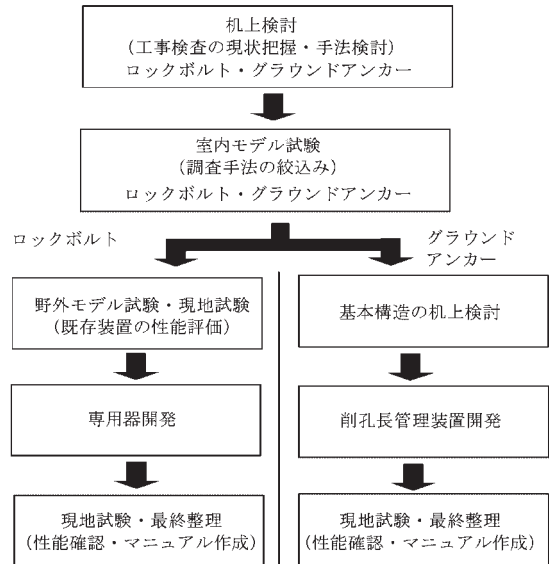 机上検討
(工事検査の現状把握・手法検討)
ロックボルト・グラウンドアンカー
室内モデル試験
(調査手法の絞込み)
ロックボルト・グラウンドアンカー
ロックボルト
グラウンド
アンカー
野外モデル試験・現地試験
(既存装置の性能評価)
基本構造の机上検討
専用器開発
削孔長管理装置開発
現地試験・最終整理
(性能確認・マニュアル作成)
現地試験・最終整理
(性能確認・マニュアル作成)